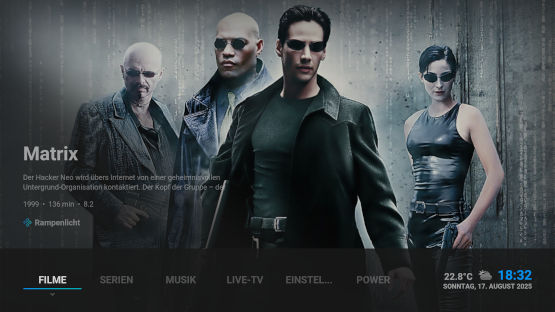 Matrix
Der Hacker Neo wird übers Internet von einer geheimnisvollen
Untergrund-Organisation kontaktiert. Der Kopf der Gruppe – de
1999 • 136 min • 8.2
Rampenlicht
FILME SERIEN MUSIK LIVE-TV EINSTEL... POWER
22.8°C 18:32
SONNTAG, 17. AUGUST 2025